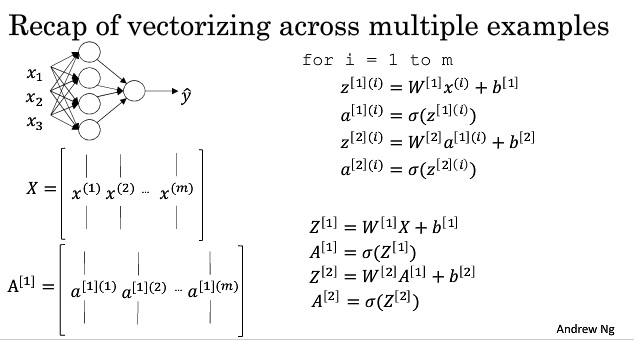 Recap of vectorizing across multiple examples
x₁
x₂
x₃
ŷ
X = [ x⁽¹⁾ x⁽²⁾ ... x⁽ᵐ⁾ ]
A^[1] = [ a^[1](1) a^[1](2) ... a^[1](m) ]
for i = 1 to m
z^[1](i) = W^[1]x^(i) + b^[1]
a^[1](i) = σ(z^[1](i))
z^[2](i) = W^[2]a^[1](i) + b^[2]
a^[2](i) = σ(z^[2](i))
Z^[1] = W^[1]X + b^[1]
A^[1] = σ(Z^[1])
Z^[2] = W^[2]A^[1] + b^[2]
A^[2] = σ(Z^[2])
Andrew Ng